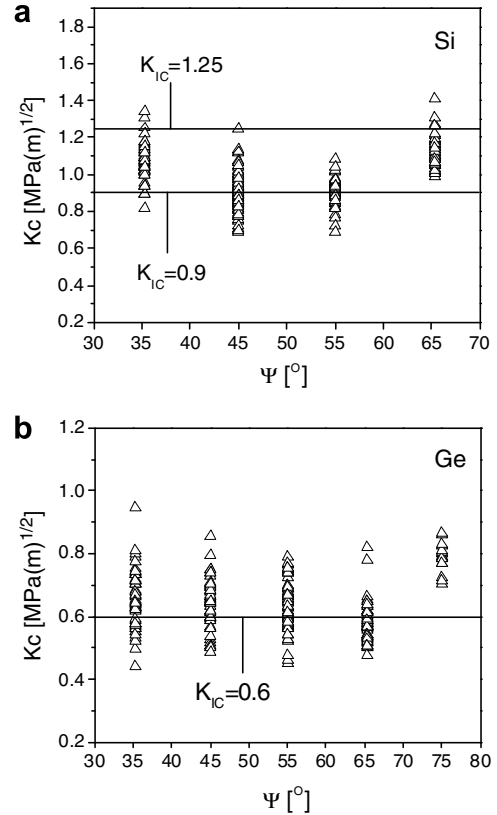 a
Si
K_IC=1.25
K_IC=0.9
Kc [MPa(m)^1/2]
1.8
1.6
1.4
1.2
1.0
0.8
0.6
0.4
0.2
30 35 40 45 50 55 60 65 70
Ψ [°]
b
Ge
K_IC=0.6
Kc [MPa(m)^1/2]
1.2
1.0
0.8
0.6
0.4
0.2
30 35 40 45 50 55 60 65 70 75 80
Ψ [°]